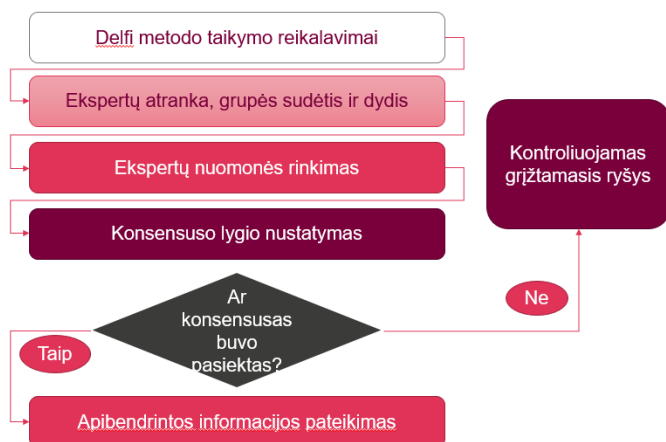 Delfi metodo taikymo reikalavimai
Ekspertų atranka, grupės sudėtis ir dydis
Ekspertų nuomonės rinkimas
Konsensuso lygio nustatymas
Kontroliuojamas
grįžtamasis ryšys
Ar
konsensusas
buvo
pasiektas?
Ne
Taip
Apibendrintos informacijos pateikimas